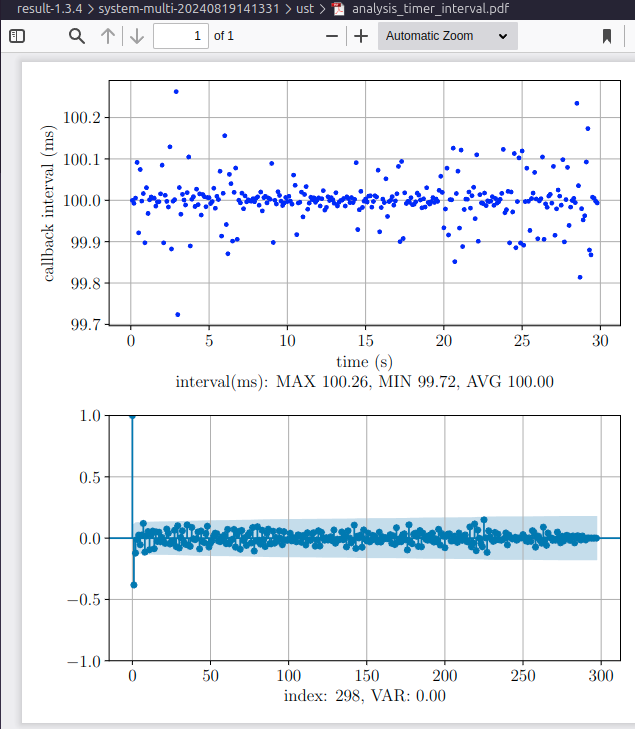 result-1.3.4 > system-multi-20240819141331 > ust > analysis_timer_interval.pdf
1 of 1 Automatic Zoom
callback interval (ms)
100.2
100.1
100.0
99.9
99.8
99.7
0 5 10 15 20 25 30
time (s)
interval(ms): MAX 100.26, MIN 99.72, AVG 100.00
1.0
0.5
0.0
−0.5
−1.0
0 50 100 150 200 250 300
index: 298, VAR: 0.00